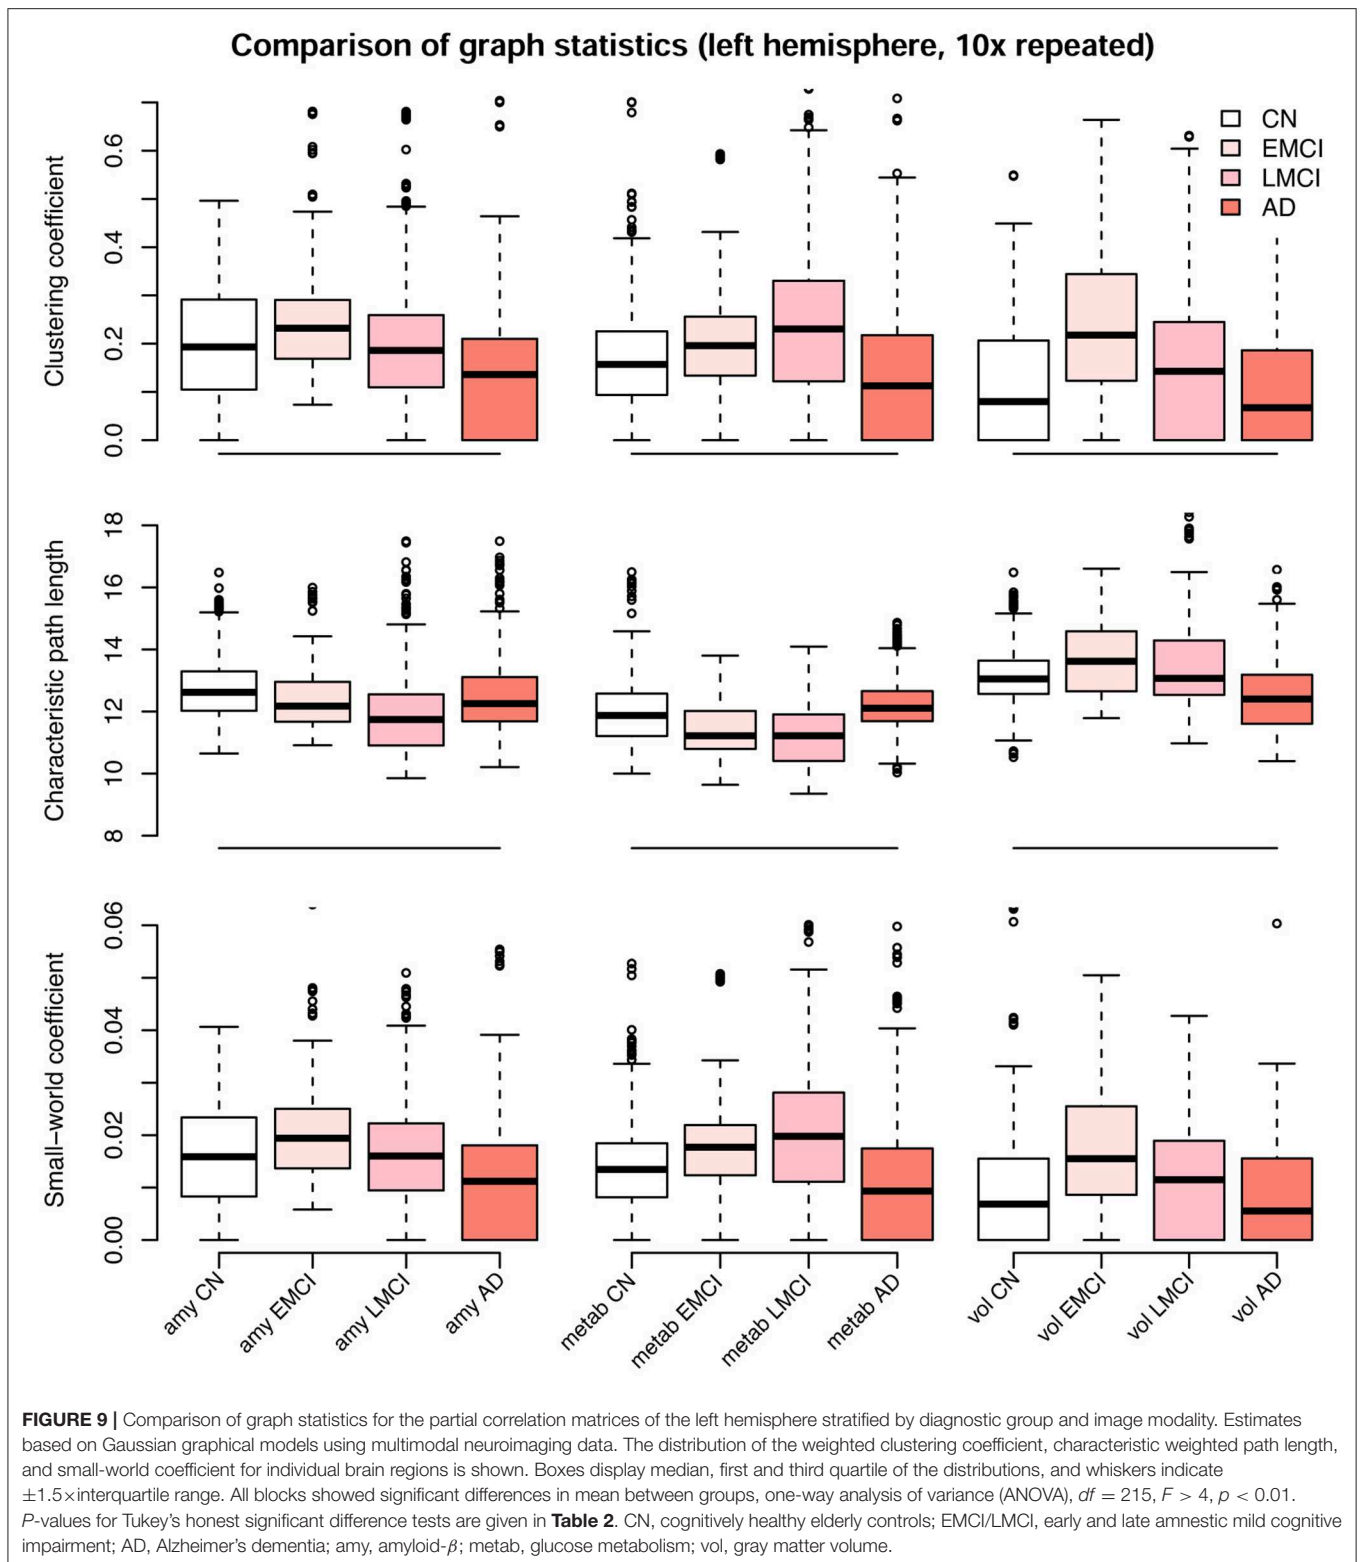 Comparison of graph statistics (left hemisphere, 10x repeated)
Clustering coefficient
0.6
0.4
0.2
0.0
CN
EMCI
LMCI
AD
Characteristic path length
18
16
14
12
10
8
Small–world coefficient
0.06
0.04
0.02
0.00
amy CN
amy EMCI
amy LMCI
amy AD
metab CN
metab EMCI
metab LMCI
metab AD
vol CN
vol EMCI
vol LMCI
vol AD
FIGURE 9 | Comparison of graph statistics for the partial correlation matrices of the left hemisphere stratified by diagnostic group and image modality. Estimates
based on Gaussian graphical models using multimodal neuroimaging data. The distribution of the weighted clustering coefficient, characteristic weighted path length,
and small-world coefficient for individual brain regions is shown. Boxes display median, first and third quartile of the distributions, and whiskers indicate
±1.5×interquartile range. All blocks showed significant differences in mean between groups, one-way analysis of variance (ANOVA), df = 215, F > 4, p < 0.01.
P-values for Tukey's honest significant difference tests are given in Table 2. CN, cognitively healthy elderly controls; EMCI/LMCI, early and late amnestic mild cognitive
impairment; AD, Alzheimer's dementia; amy, amyloid-β; metab, glucose metabolism; vol, gray matter volume.